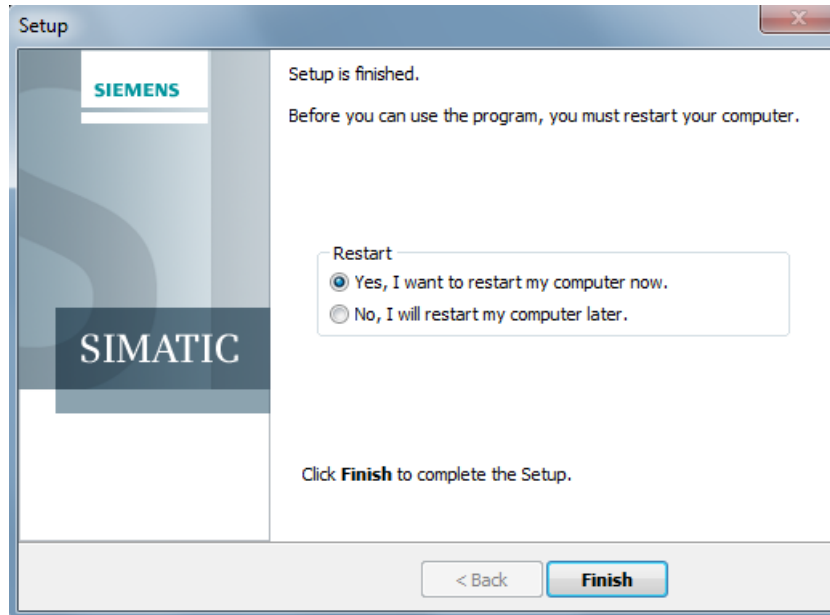 Setup
SIEMENS
SIMATIC
Setup is finished.
Before you can use the program, you must restart your computer.
Restart
Yes, I want to restart my computer now.
No, I will restart my computer later.
Click Finish to complete the Setup.
< Back
Finish